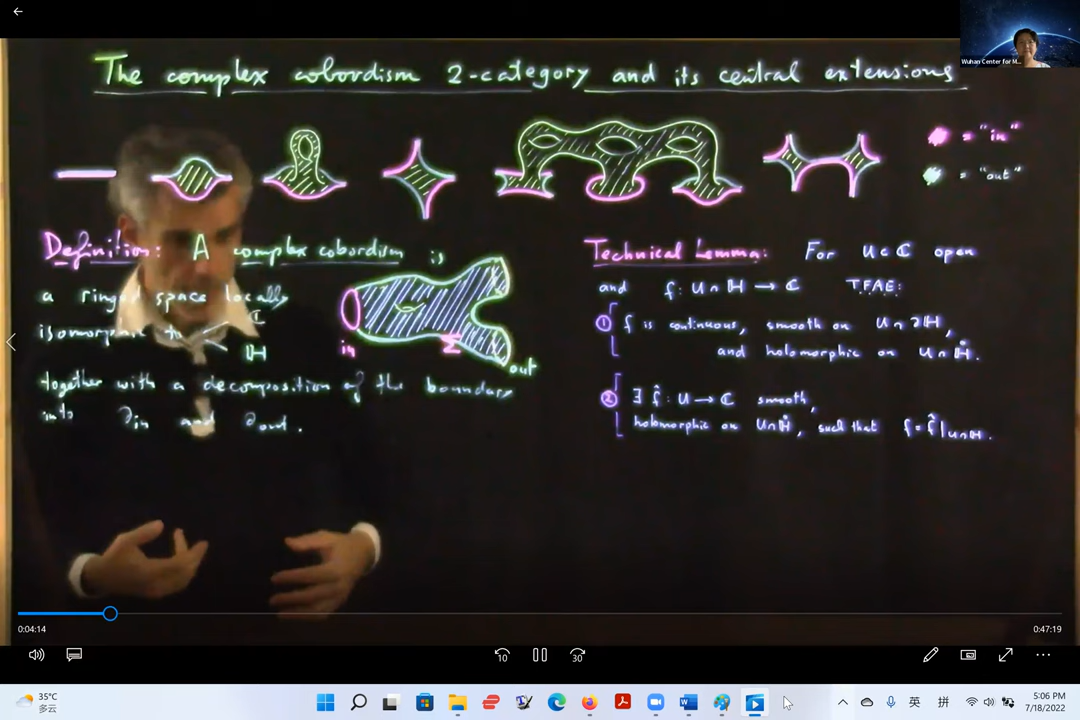 Wuhan Center for M...
The complex cobordism 2-category and its central extensions
= "in"
= "out"
Definition: A complex cobordism is
a ringed space locally
isomorphic to ℂ
ℍ
together with a decomposition of the boundary
into ∂in and ∂out.
in
Σ
out
Technical Lemma: For U⊂ℂ open
and f: U∩ℍ → ℂ TFAE:
① f is continuous, smooth on U∩∂ℍ,
and holomorphic on U∩ℍ̊.
② ∃ f̂: U → ℂ smooth,
holomorphic on U∩ℍ̊, such that f=f̂|U∩ℍ.
0:04:14
0:47:19
10
30
35°C
多云
英
拼
5:06 PM
7/18/2022